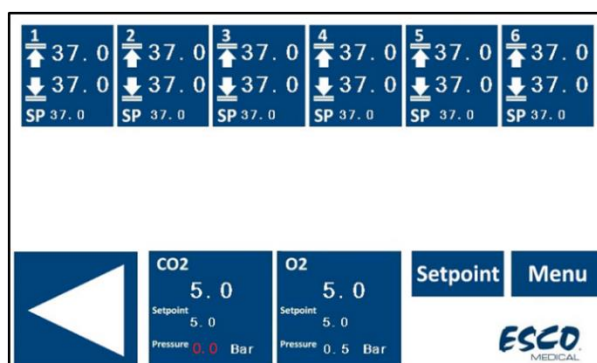 1 2 3 4 5 6
37.0 37.0 37.0 37.0 37.0 37.0
37.0 37.0 37.0 37.0 37.0 37.0
SP 37.0 SP 37.0 SP 37.0 SP 37.0 SP 37.0 SP 37.0
CO2
5.0
Setpoint
5.0
Pressure 0.0 Bar
O2
5.0
Setpoint
5.0
Pressure 0.5 Bar
Setpoint
Menu
ESCO
MEDICAL